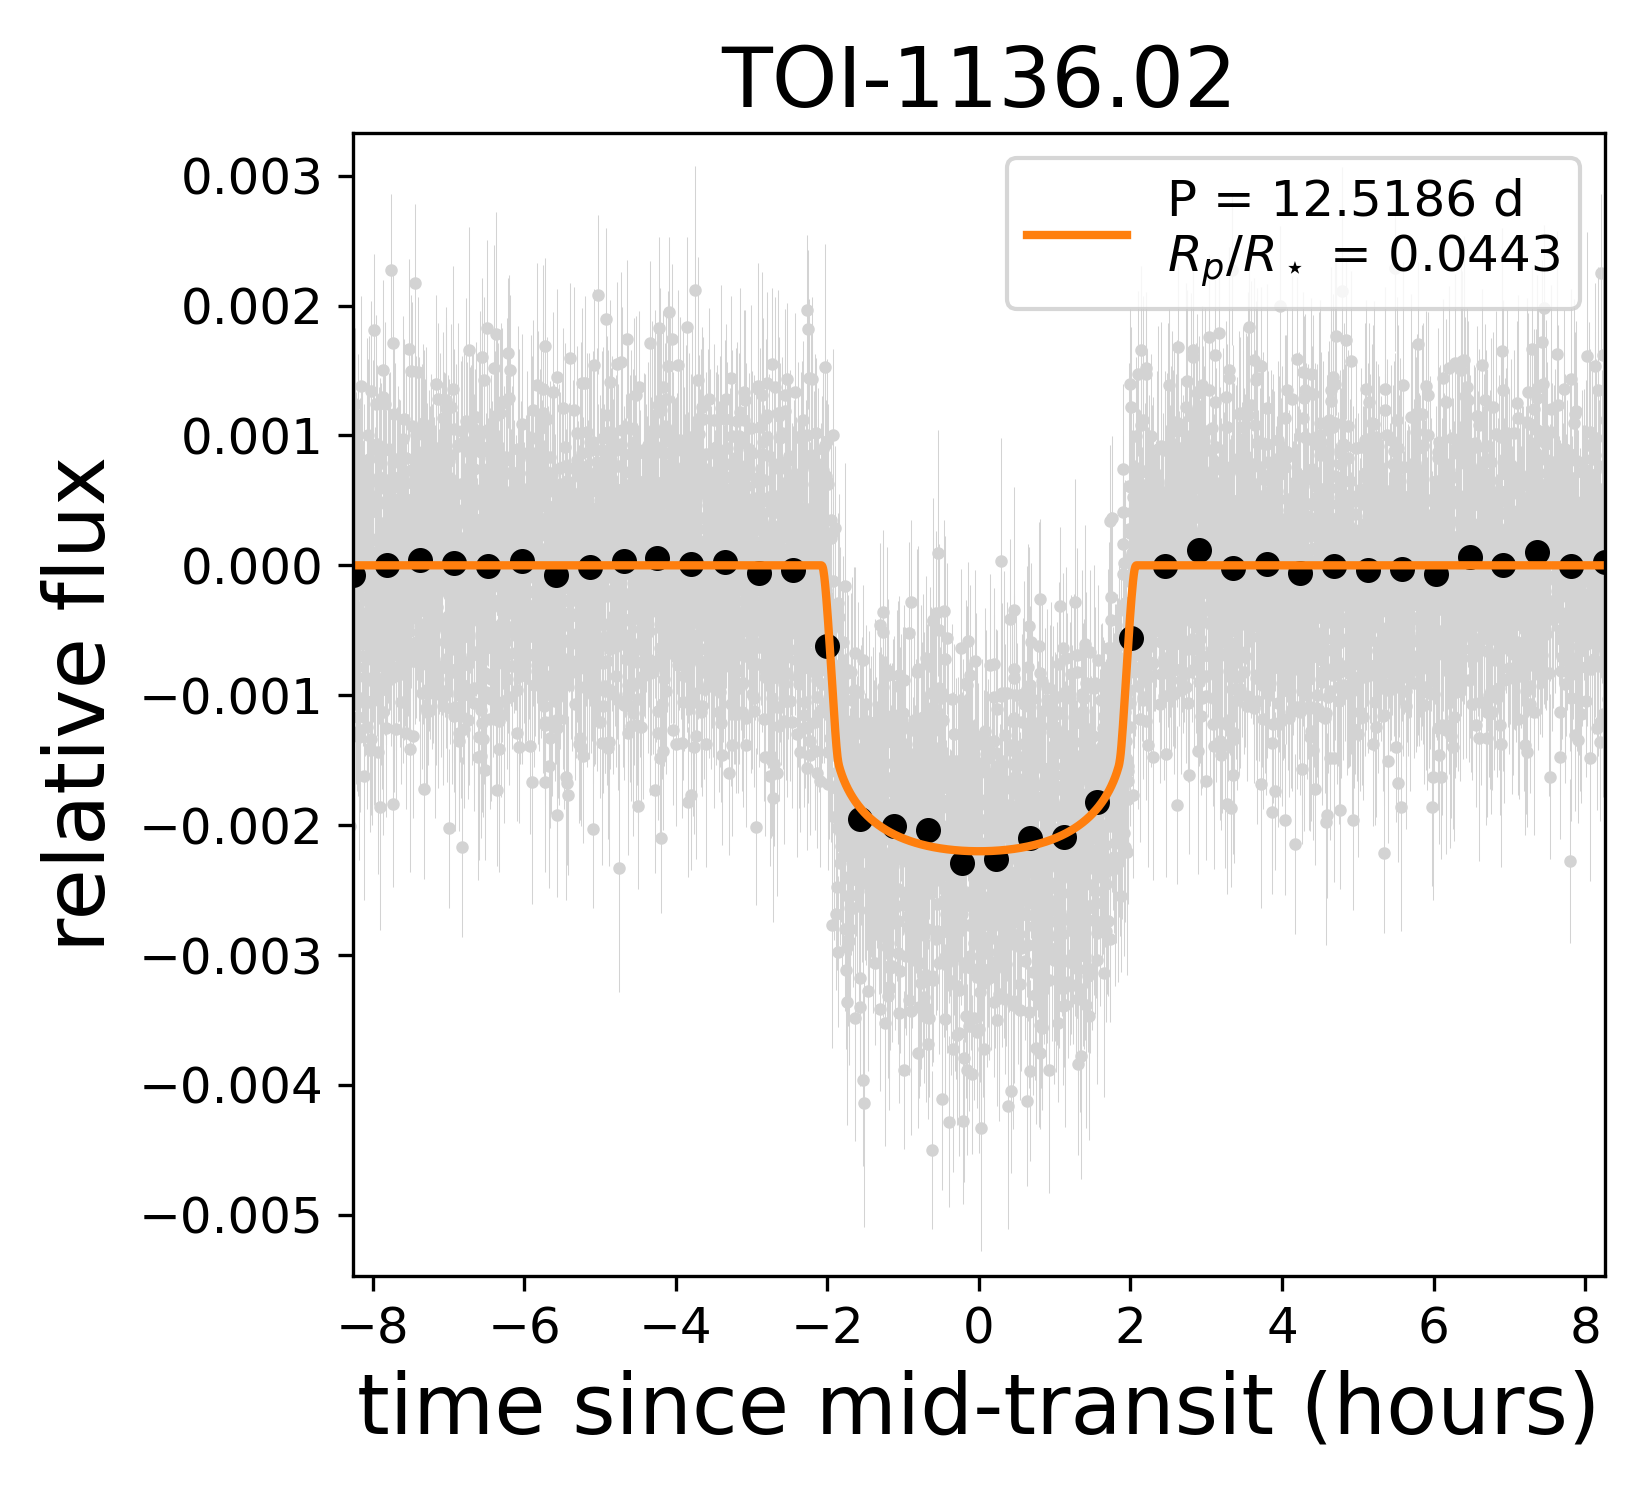 TOI-1136.02
P = 12.5186 d
Rₚ/R⋆ = 0.0443
relative flux
0.003
0.002
0.001
0.000
−0.001
−0.002
−0.003
−0.004
−0.005
−8 −6 −4 −2 0 2 4 6 8
time since mid-transit (hours)